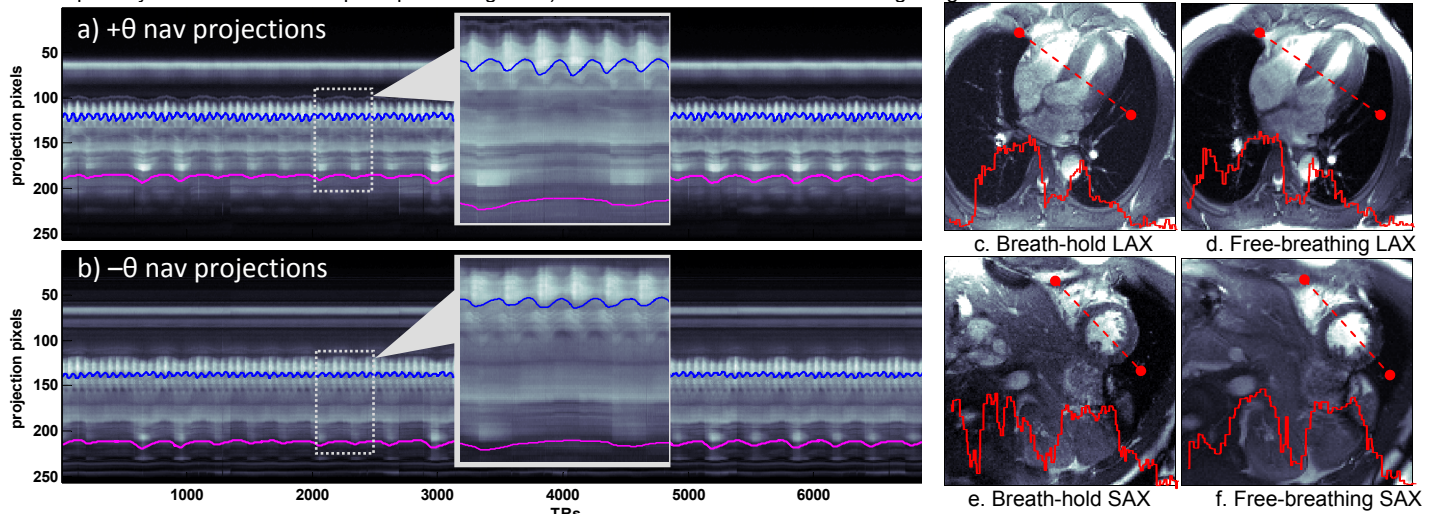 a) +θ nav projections
projection pixels
50
100
150
200
250
b) −θ nav projections
projection pixels
50
100
150
200
250
1000
2000
3000
4000
5000
6000
TRs
c. Breath-hold LAX
d. Free-breathing LAX
e. Breath-hold SAX
f. Free-breathing SAX